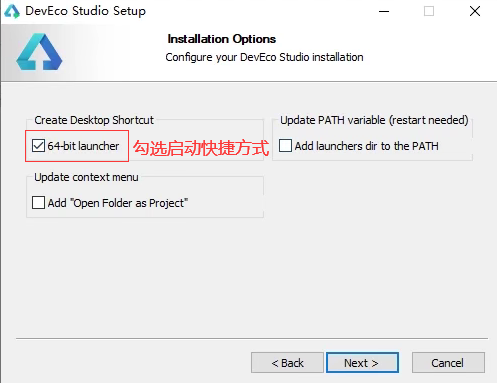 DevEco Studio Setup
Installation Options
Configure your DevEco Studio installation
Create Desktop Shortcut
Update PATH variable (restart needed)
64-bit launcher
勾选启动快捷方式
Add launchers dir to the PATH
Update context menu
Add "Open Folder as Project"
< Back
Next >
Cancel